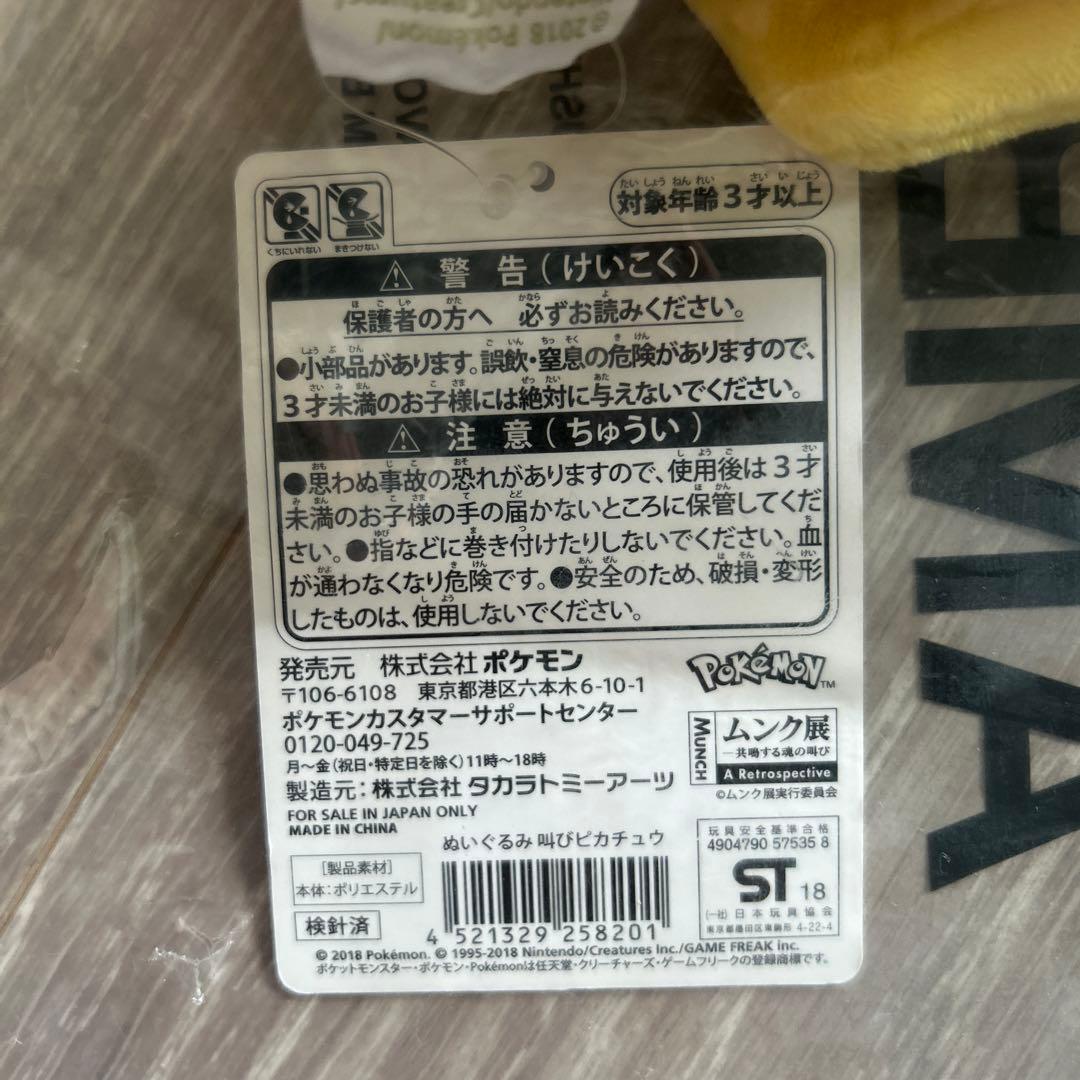 ©2018 Pokémon/
Nintendo/Creatures/
対象年齢3才以上
くちにいれない
まきつけない
警告(けいこく)
保護者の方へ 必ずお読みください。
●小部品があります。誤飲・窒息の危険がありますので、
3才未満のお子様には絶対に与えないでください。
注意(ちゅうい)
●思わぬ事故の恐れがありますので、使用後は3才
未満のお子様の手の届かないところに保管してくだ
さい。●指などに巻き付けたりしないでください。血
が通わなくなり危険です。●安全のため、破損・変形
したものは、使用しないでください。
発売元 株式会社 ポケモン
〒106-6108 東京都港区六本木6-10-1
ポケモンカスタマーサポートセンター
0120-049-725
月〜金(祝日・特定日を除く)11時〜18時
製造元:株式会社 タカラトミーアーツ
FOR SALE IN JAPAN ONLY
MADE IN CHINA
POKéMON™
MUNCH
ムンク展
―共鳴する魂の叫び
A Retrospective
©ムンク展実行委員会
ぬいぐるみ 叫びピカチュウ
[製品素材]
本体:ポリエステル
検針済
4 521329 258201
玩具安全基準合格
4904790 57535 8
ST 18
(一社)日本玩具協会
東京都墨田区東駒形 4-22-4
© 2018 Pokémon. © 1995-2018 Nintendo/Creatures Inc./GAME FREAK inc.
ポケットモンスター・ポケモン・Pokémonは任天堂・クリーチャーズ・ゲームフリークの登録商標です。